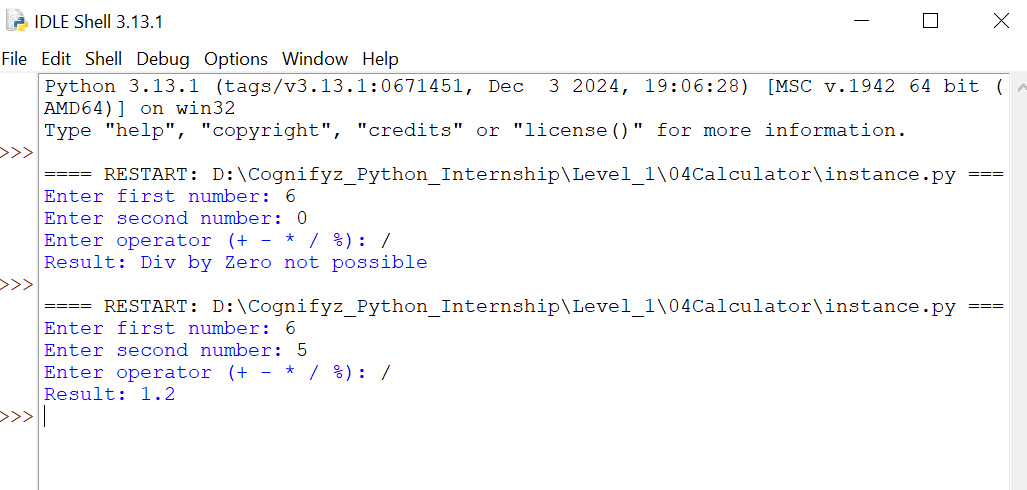 IDLE Shell 3.13.1
File Edit Shell Debug Options Window Help
Python 3.13.1 (tags/v3.13.1:0671451, Dec  3 2024, 19:06:28) [MSC v.1942 64 bit (
AMD64)] on win32
Type "help", "copyright", "credits" or "license()" for more information.
>>>
==== RESTART: D:\Cognifyz_Python_Internship\Level_1\04Calculator\instance.py ===
Enter first number: 6
Enter second number: 0
Enter operator (+ - * / %): /
Result: Div by Zero not possible
>>>
==== RESTART: D:\Cognifyz_Python_Internship\Level_1\04Calculator\instance.py ===
Enter first number: 6
Enter second number: 5
Enter operator (+ - * / %): /
Result: 1.2
>>>